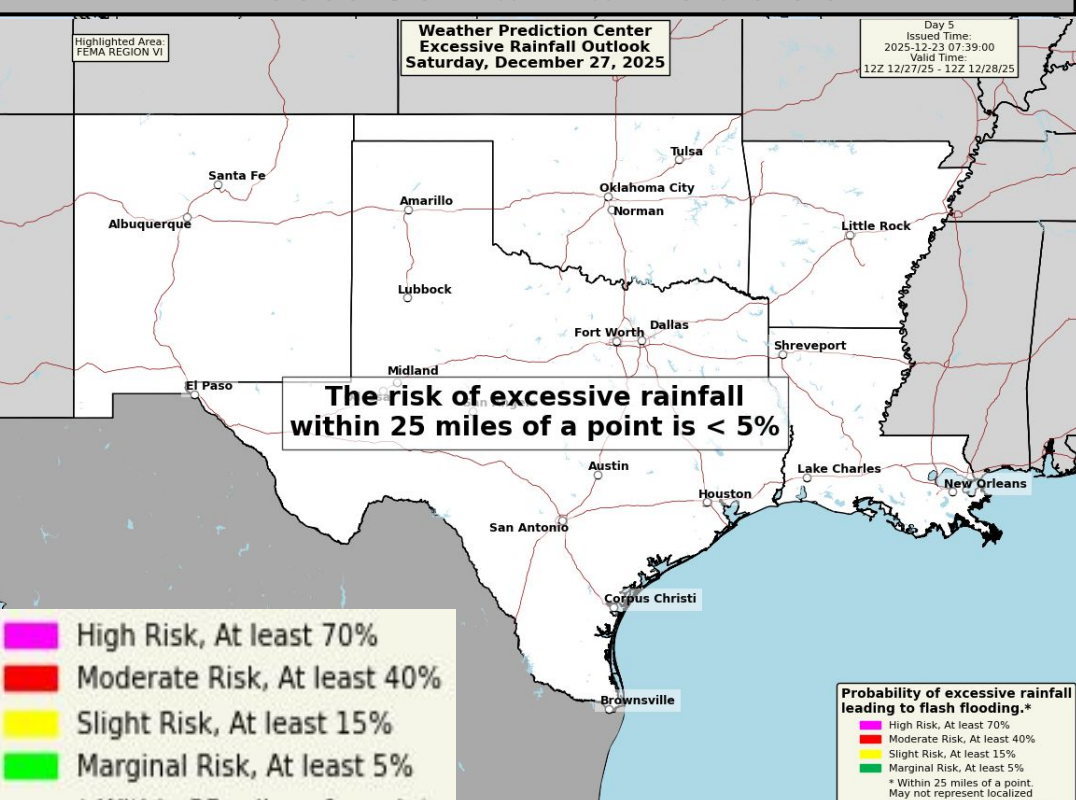 Highlighted Area:
FEMA REGION VI
Weather Prediction Center
Excessive Rainfall Outlook
Saturday, December 27, 2025
Day 5
Issued Time:
2025-12-23 07:39:00
Valid Time:
12Z 12/27/25 - 12Z 12/28/25
Tulsa
Santa Fe
Oklahoma City
Amarillo
Norman
Albuquerque
Little Rock
Lubbock
Dallas
Fort Worth
Shreveport
Midland
El Paso
The risk of excessive rainfall
within 25 miles of a point is < 5%
Austin
Lake Charles
New Orleans
Houston
San Antonio
Corpus Christi
Brownsville
High Risk, At least 70%
Moderate Risk, At least 40%
Slight Risk, At least 15%
Marginal Risk, At least 5%
Probability of excessive rainfall
leading to flash flooding.*
High Risk, At least 70%
Moderate Risk, At least 40%
Slight Risk, At least 15%
Marginal Risk, At least 5%
* Within 25 miles of a point.
May not represent localized